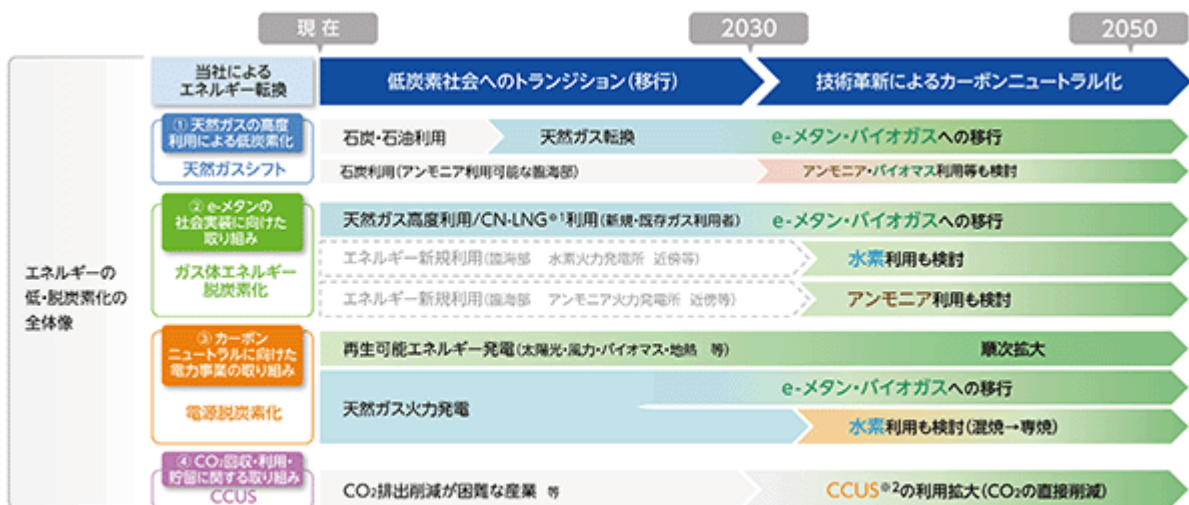 現在
2030
2050
当社による
エネルギー転換
低炭素社会へのトランジション(移行)
技術革新によるカーボンニュートラル化
エネルギーの
低・脱炭素化の
全体像
①天然ガスの高度
利用による低炭素化
天然ガスシフト
石炭・石油利用
天然ガス転換
e-メタン・バイオガスへの移行
石炭利用(アンモニア利用可能な臨海部)
アンモニア・バイオマス利用等も検討
②e-メタンの
社会実装に向けた
取り組み
ガス体エネルギー
脱炭素化
天然ガス高度利用/CN-LNG※1利用(新規・既存ガス利用者)
e-メタン・バイオガスへの移行
エネルギー新規利用(臨海部 水素火力発電所 近傍等)
水素利用も検討
エネルギー新規利用(臨海部 アンモニア火力発電所 近傍等)
アンモニア利用も検討
③カーボン
ニュートラルに向けた
電力事業の取り組み
電源脱炭素化
再生可能エネルギー発電(太陽光・風力・バイオマス・地熱 等)
順次拡大
天然ガス火力発電
e-メタン・バイオガスへの移行
水素利用も検討(混焼→専焼)
④CO₂回収・利用・
貯留に関する取り組み
CCUS
CO₂排出削減が困難な産業 等
CCUS※2の利用拡大(CO₂の直接削減)